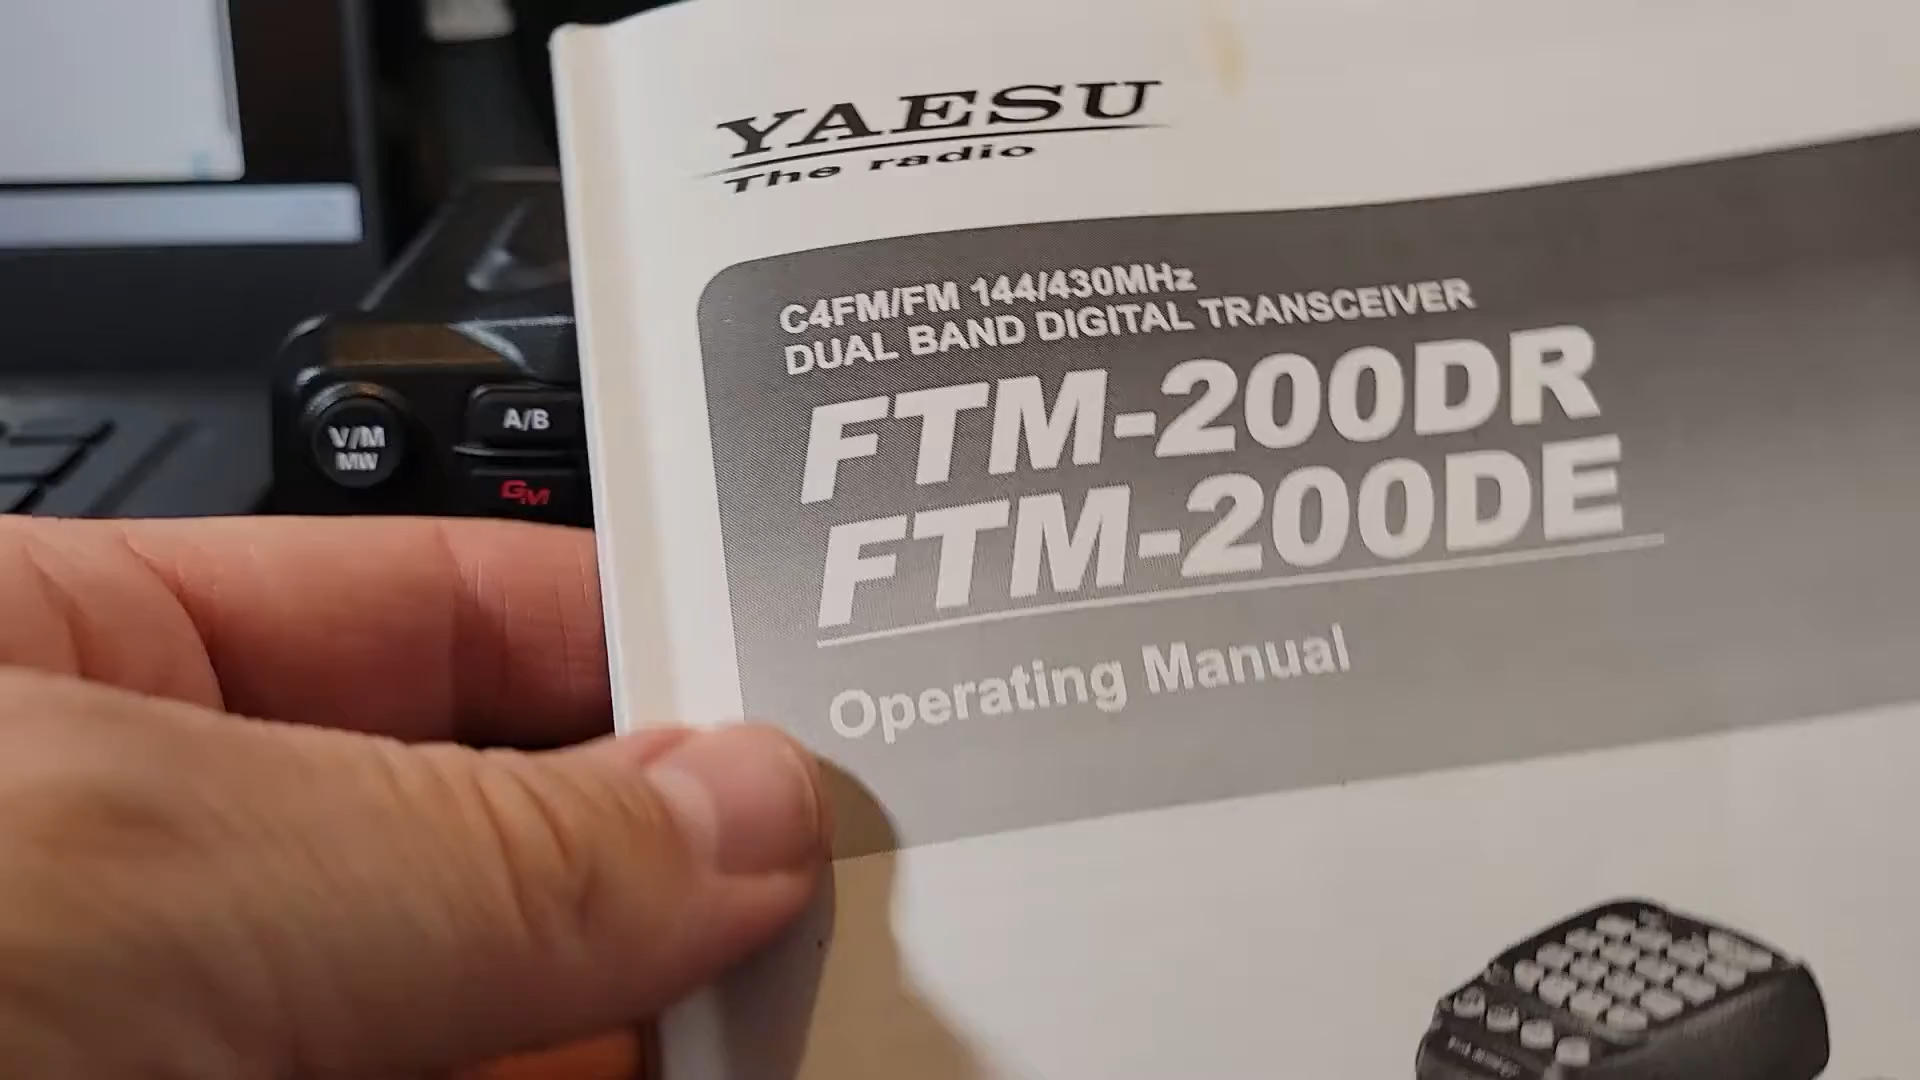 YAESU
The radio
C4FM/FM 144/430MHz
DUAL BAND DIGITAL TRANSCEIVER
FTM-200DR
FTM-200DE
Operating Manual
V/M
MW
A/B
GM